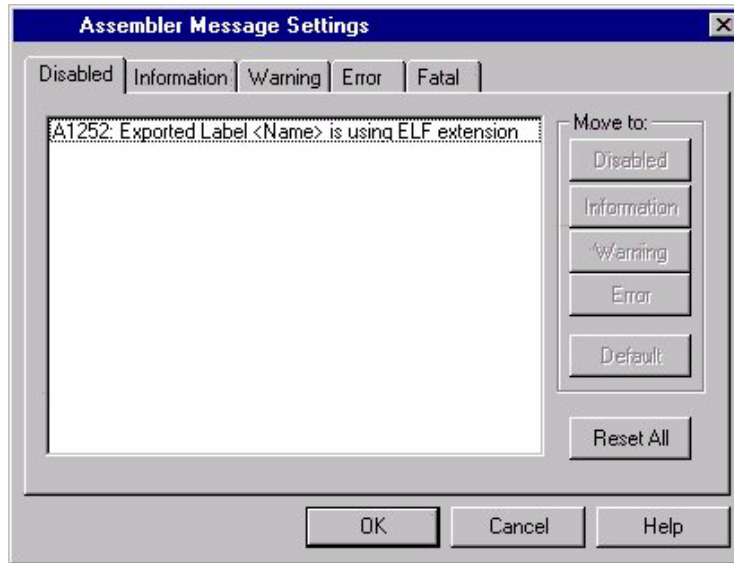 Assembler Message Settings
Disabled Information Warning Error Fatal
A1252: Exported Label <Name> is using ELF extension
Move to:
Disabled
Information
Warning
Error
Default
Reset All
OK Cancel Help